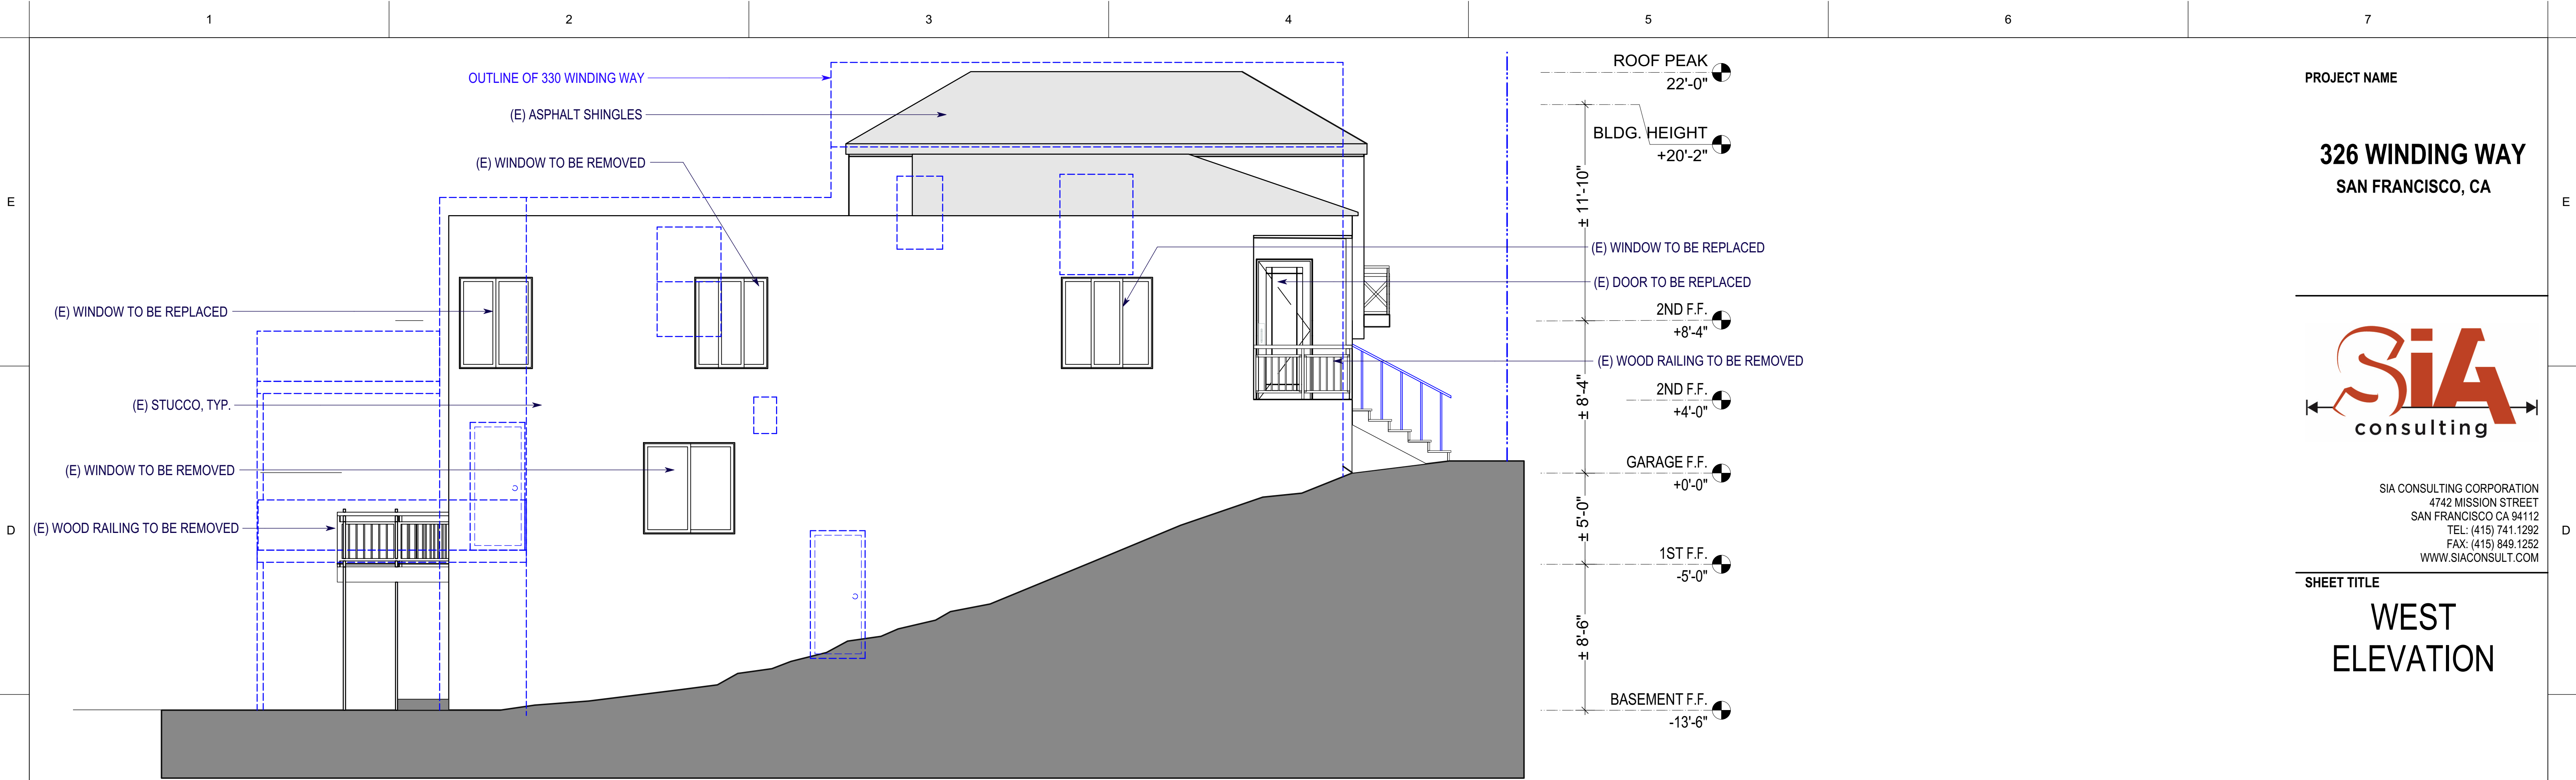 1
2
3
4
5
6
7
E
D
E
D
OUTLINE OF 330 WINDING WAY
(E) ASPHALT SHINGLES
(E) WINDOW TO BE REMOVED
(E) WINDOW TO BE REPLACED
(E) STUCCO, TYP.
(E) WINDOW TO BE REMOVED
(E) WOOD RAILING TO BE REMOVED
ROOF PEAK
22'-0"
BLDG. HEIGHT
+20'-2"
± 11'-10"
(E) WINDOW TO BE REPLACED
(E) DOOR TO BE REPLACED
2ND F.F.
+8'-4"
(E) WOOD RAILING TO BE REMOVED
± 8'-4"
2ND F.F.
+4'-0"
GARAGE F.F.
+0'-0"
± 5'-0"
1ST F.F.
-5'-0"
± 8'-6"
BASEMENT F.F.
-13'-6"
PROJECT NAME
326 WINDING WAY
SAN FRANCISCO, CA
SiA
consulting
SIA CONSULTING CORPORATION
4742 MISSION STREET
SAN FRANCISCO CA 94112
TEL: (415) 741.1292
FAX: (415) 849.1252
WWW.SIACONSULT.COM
SHEET TITLE
WEST
ELEVATION